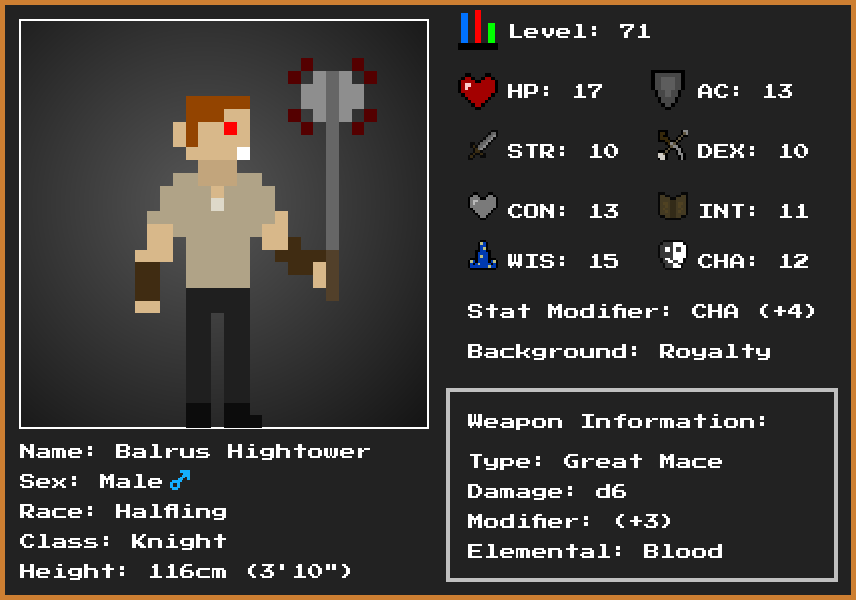 Level: 71
HP: 17
AC: 13
STR: 10
DEX: 10
CON: 13
INT: 11
WIS: 15
CHA: 12
Stat Modifier: CHA (+4)
Background: Royalty
Weapon Information:
Type: Great Mace
Damage: d6
Modifier: (+3)
Elemental: Blood
Name: Balrus Hightower
Sex: Male♂
Race: Halfling
Class: Knight
Height: 116cm (3'10")